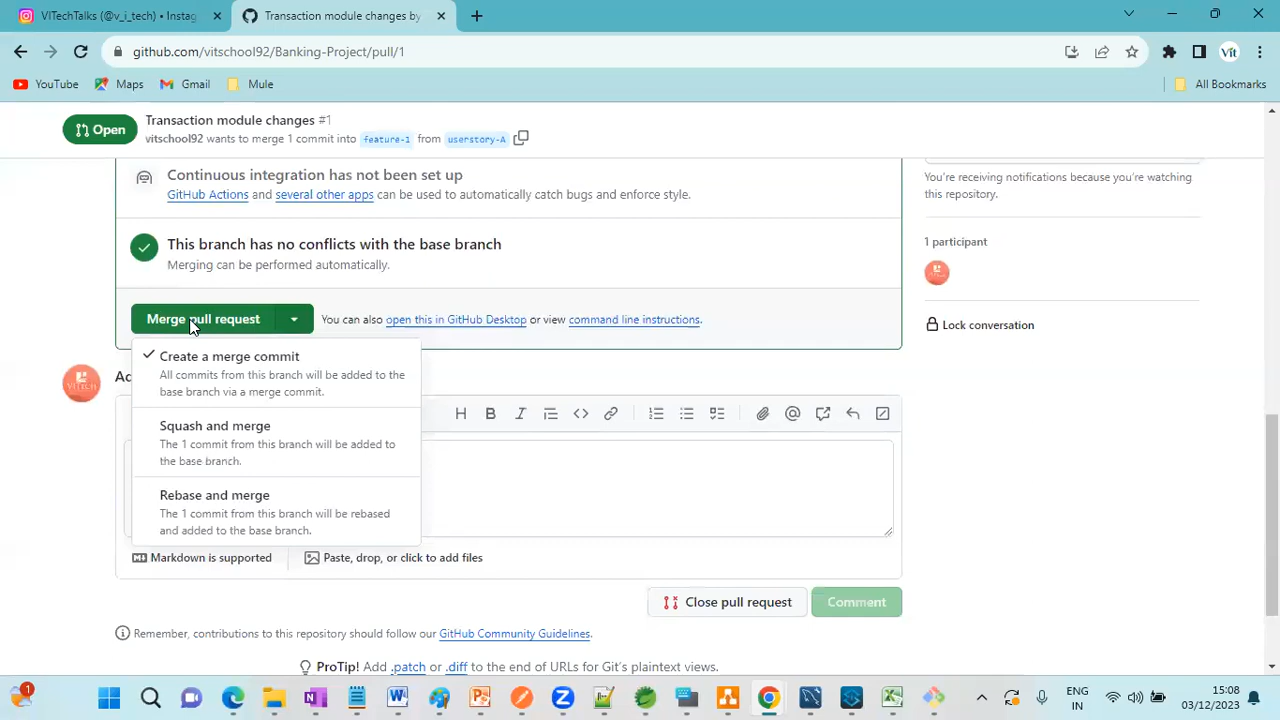 VITechTalks (@v_i_tech) • Instag
Transaction module changes by
github.com/vitschool92/Banking-Project/pull/1
Vit
YouTube
Maps
Gmail
Mule
All Bookmarks
Open
Transaction module changes #1
vitschool92 wants to merge 1 commit into feature-1 from userstory-A
Continuous integration has not been set up
GitHub Actions and several other apps can be used to automatically catch bugs and enforce style.
You're receiving notifications because you're watching
this repository.
1 participant
This branch has no conflicts with the base branch
Merging can be performed automatically.
Merge pull request
You can also open this in GitHub Desktop or view command line instructions.
Lock conversation
Create a merge commit
All commits from this branch will be added to the
base branch via a merge commit.
Squash and merge
The 1 commit from this branch will be added to
the base branch.
Rebase and merge
The 1 commit from this branch will be rebased
and added to the base branch.
VITECH
Ad
Markdown is supported
Paste, drop, or click to add files
Close pull request
Comment
Remember, contributions to this repository should follow our GitHub Community Guidelines.
ProTip! Add .patch or .diff to the end of URLs for Git's plaintext views.
1
ENG
IN
15:08
03/12/2023